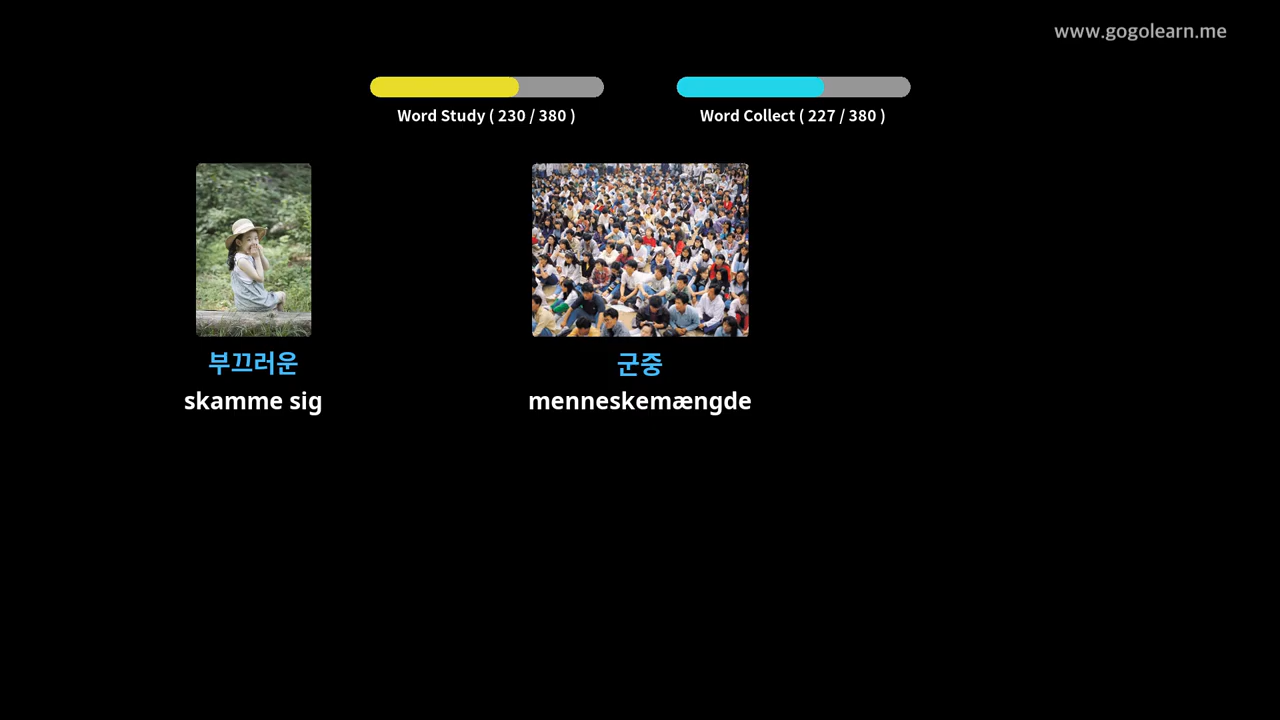 www.gogolearn.me
Word Study ( 230 / 380 )
Word Collect ( 227 / 380 )
부끄러운
skamme sig
군중
menneskemængde